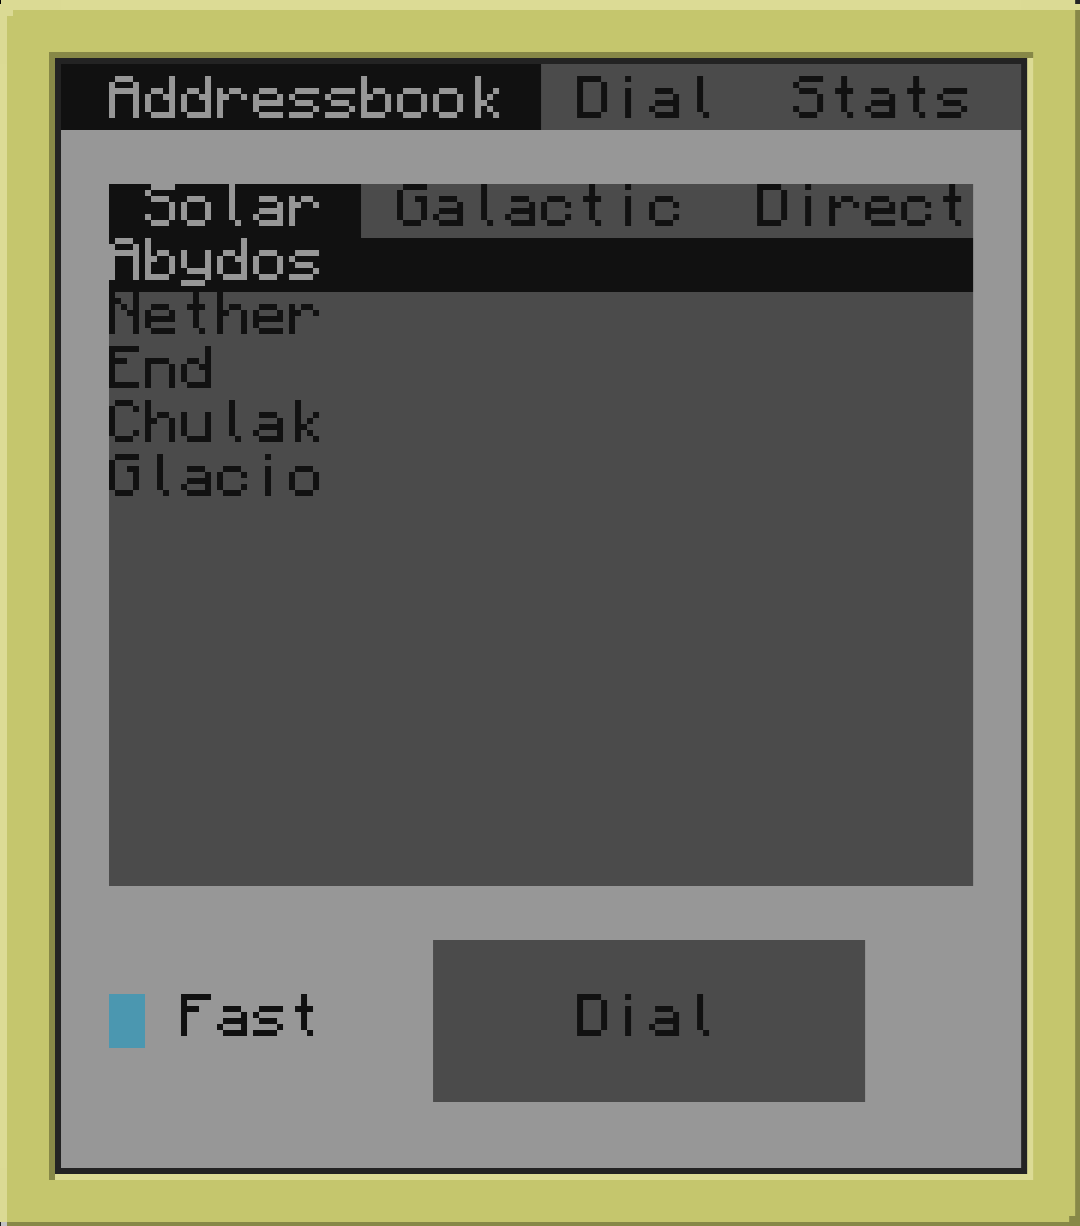 Addressbook Dial Stats
Solar Galactic Direct
Abydos
Nether
End
Chulak
Glacio
Fast Dial